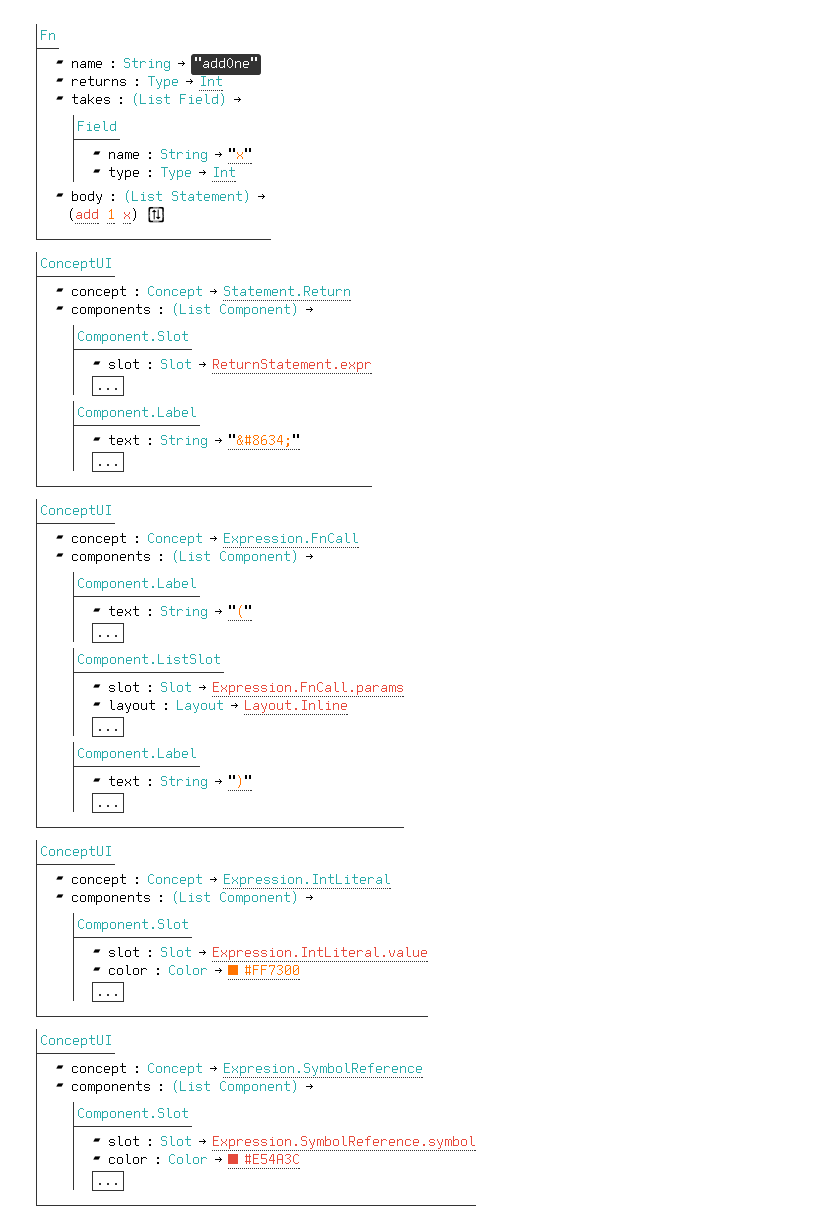 Fn
name : String → "addOne"
returns : Type → Int
takes : (List Field) →
Field
name : String → "x"
type : Type → Int
body : (List Statement) →
(add 1 x)
ConceptUI
concept : Concept → Statement.Return
components : (List Component) →
Component.Slot
slot : Slot → ReturnStatement.expr
...
Component.Label
text : String → "&#8634;"
...
ConceptUI
concept : Concept → Expression.FnCall
components : (List Component) →
Component.Label
text : String → "("
...
Component.ListSlot
slot : Slot → Expression.FnCall.params
layout : Layout → Layout.Inline
...
Component.Label
text : String → ")"
...
ConceptUI
concept : Concept → Expression.IntLiteral
components : (List Component) →
Component.Slot
slot : Slot → Expression.IntLiteral.value
color : Color → #FF7300
...
ConceptUI
concept : Concept → Expresion.SymbolReference
components : (List Component) →
Component.Slot
slot : Slot → Expression.SymbolReference.symbol
color : Color → #E54A3C
...